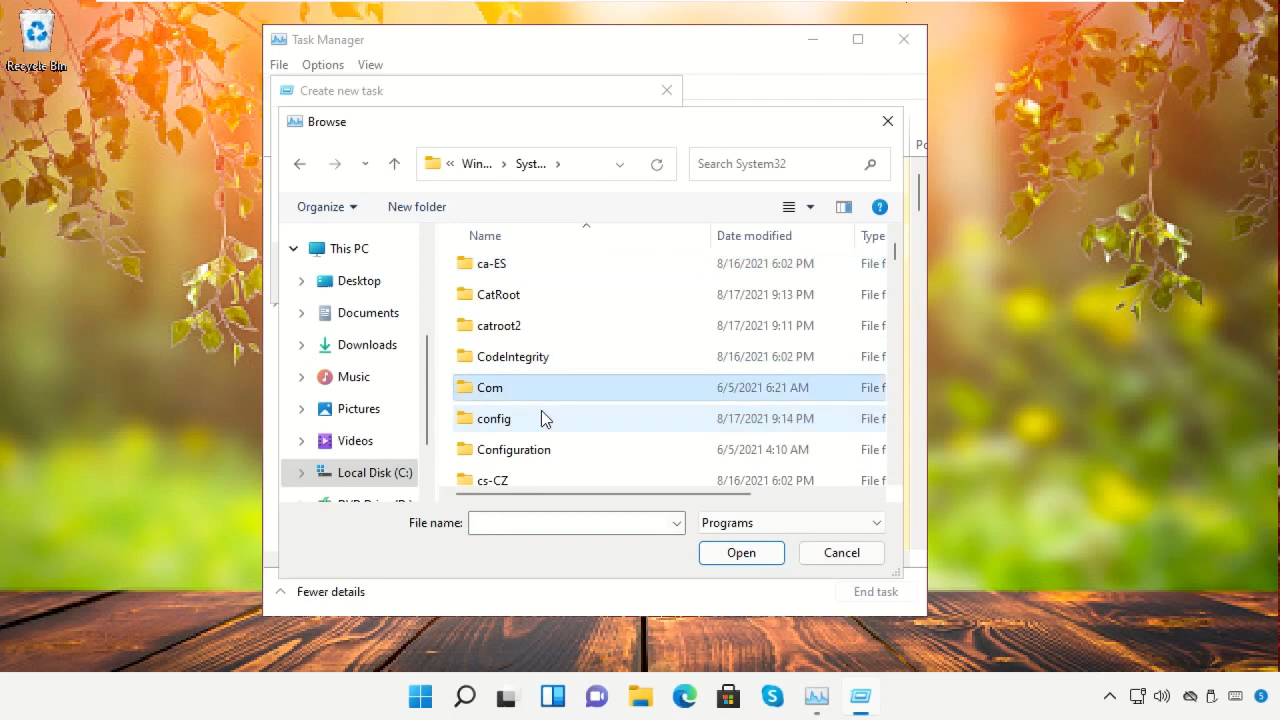 Recycle Bin
Task Manager
File Options View
Create new task
Browse
« Win... › Syst... ›
Search System32
Organize
New folder
Name
Date modified
Type
This PC
Desktop
Documents
Downloads
Music
Pictures
Videos
Local Disk (C:)
ca-ES 8/16/2021 6:02 PM File f
CatRoot 8/17/2021 9:13 PM File f
catroot2 8/17/2021 9:11 PM File f
CodeIntegrity 8/16/2021 6:02 PM File f
Com 6/5/2021 6:21 AM File f
config 8/17/2021 9:14 PM File f
Configuration 6/5/2021 4:10 AM File f
cs-CZ 8/16/2021 6:02 PM File f
File name:
Programs
Open
Cancel
Fewer details
End task
5